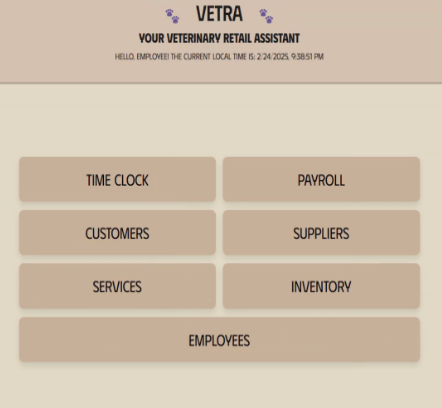 VETRA
YOUR VETERINARY RETAIL ASSISTANT
HELLO, EMPLOYEE! THE CURRENT LOCAL TIME IS: 2/24/2025, 9:38:51 PM
TIME CLOCK
PAYROLL
CUSTOMERS
SUPPLIERS
SERVICES
INVENTORY
EMPLOYEES